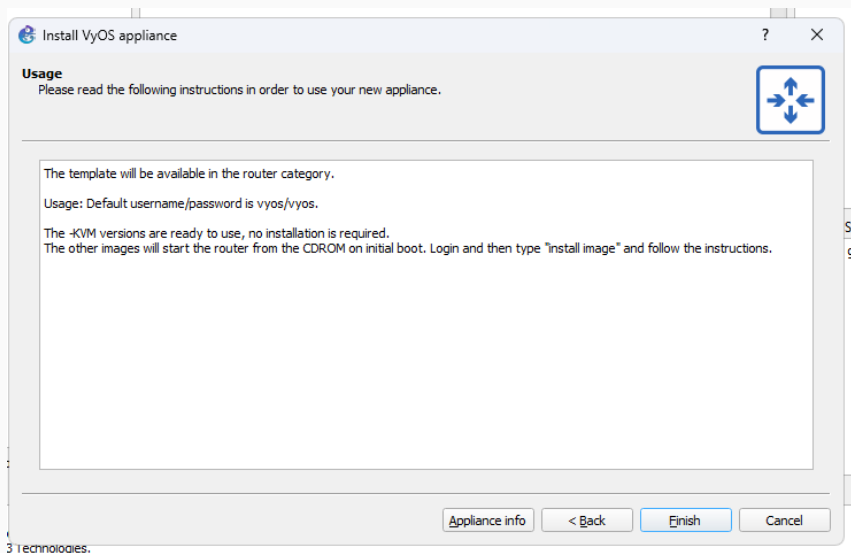 Install VyOS appliance
?
Usage
Please read the following instructions in order to use your new appliance.
The template will be available in the router category.
Usage: Default username/password is vyos/vyos.
The -KVM versions are ready to use, no installation is required.
The other images will start the router from the CDROM on initial boot. Login and then type "install image" and follow the instructions.
Appliance info
< Back
Finish
Cancel
3 Technologies.